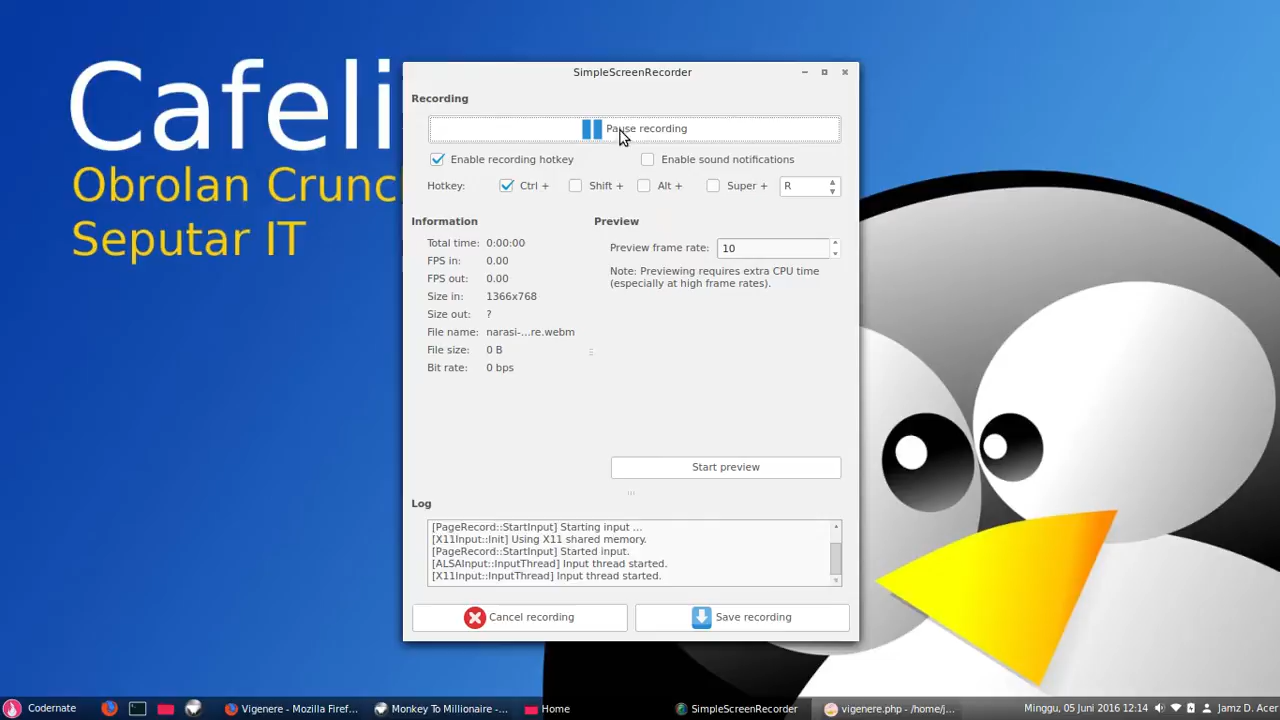 Cafeli
Obrolan Crunc
Seputar IT
SimpleScreenRecorder
Recording
Pause recording
Enable recording hotkey
Enable sound notifications
Hotkey: Ctrl + Shift + Alt + Super + R
Information
Total time: 0:00:00
FPS in: 0.00
FPS out: 0.00
Size in: 1366x768
Size out: ?
File name: narasi-...re.webm
File size: 0 B
Bit rate: 0 bps
Preview
Preview frame rate: 10
Note: Previewing requires extra CPU time
(especially at high frame rates).
Start preview
Log
[PageRecord::StartInput] Starting input ...
[X11Input::Init] Using X11 shared memory.
[PageRecord::StartInput] Started input.
[ALSAInput::InputThread] Input thread started.
[X11Input::InputThread] Input thread started.
Cancel recording
Save recording
Codernate
Vigenere - Mozilla Firef...
Monkey To Millionaire -...
Home
SimpleScreenRecorder
vigenere.php - /home/j...
Minggu, 05 Juni 2016 12:14
Jamz D. Acer